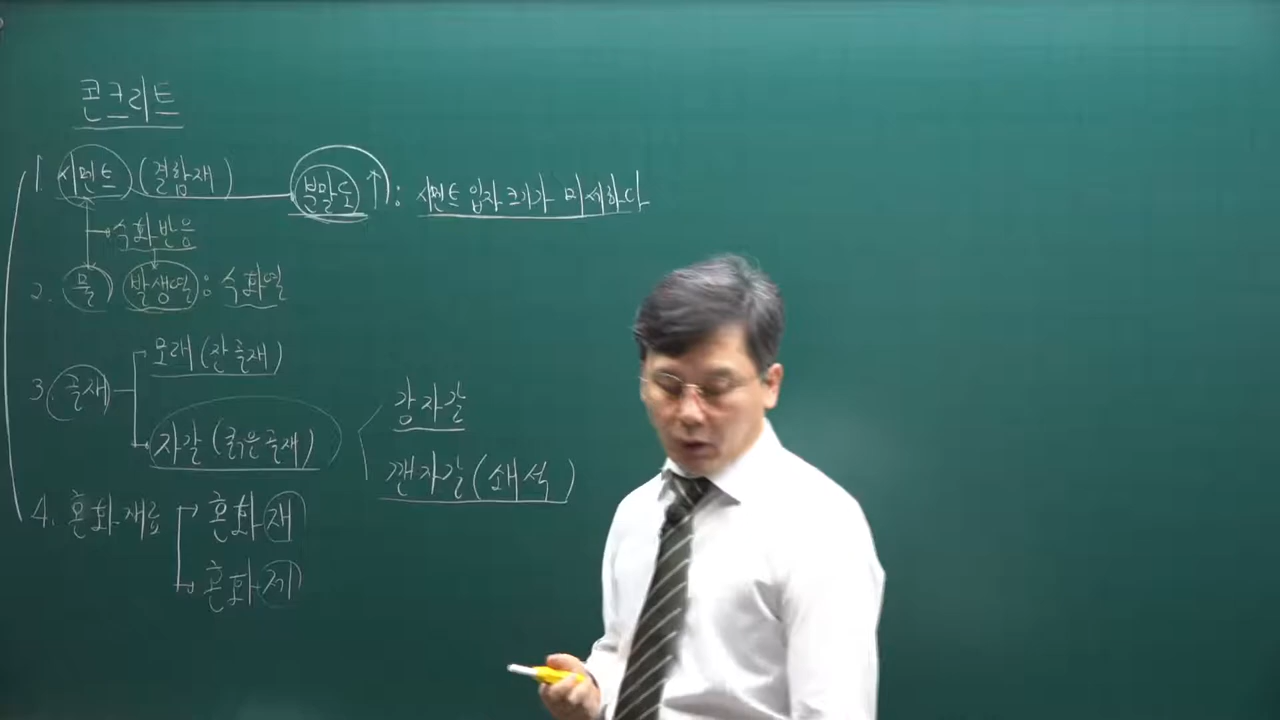 콘크리트
1. 시멘트 (결합재) 분말도 ↑ : 시멘트 입자 크기가 미세하다
수화반응
2. 물 발생열 : 수화열
3. 골재 모래 (잔골재)
자갈 (굵은골재)
강자갈
깬자갈 (쇄석)
4. 혼화재료 혼화재
혼화제